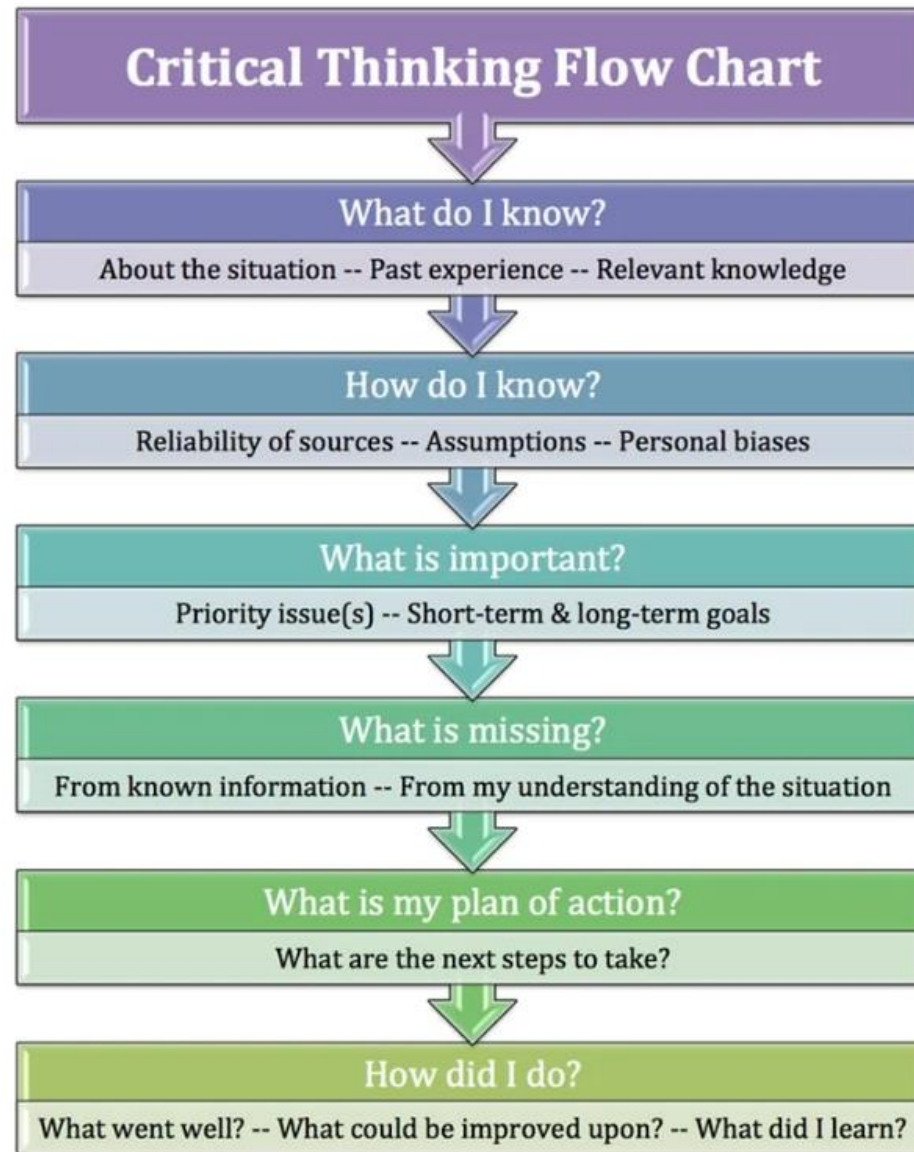 Critical Thinking Flow Chart
What do I know?
About the situation -- Past experience -- Relevant knowledge
How do I know?
Reliability of sources -- Assumptions -- Personal biases
What is important?
Priority issue(s) -- Short-term & long-term goals
What is missing?
From known information -- From my understanding of the situation
What is my plan of action?
What are the next steps to take?
How did I do?
What went well? -- What could be improved upon? -- What did I learn?